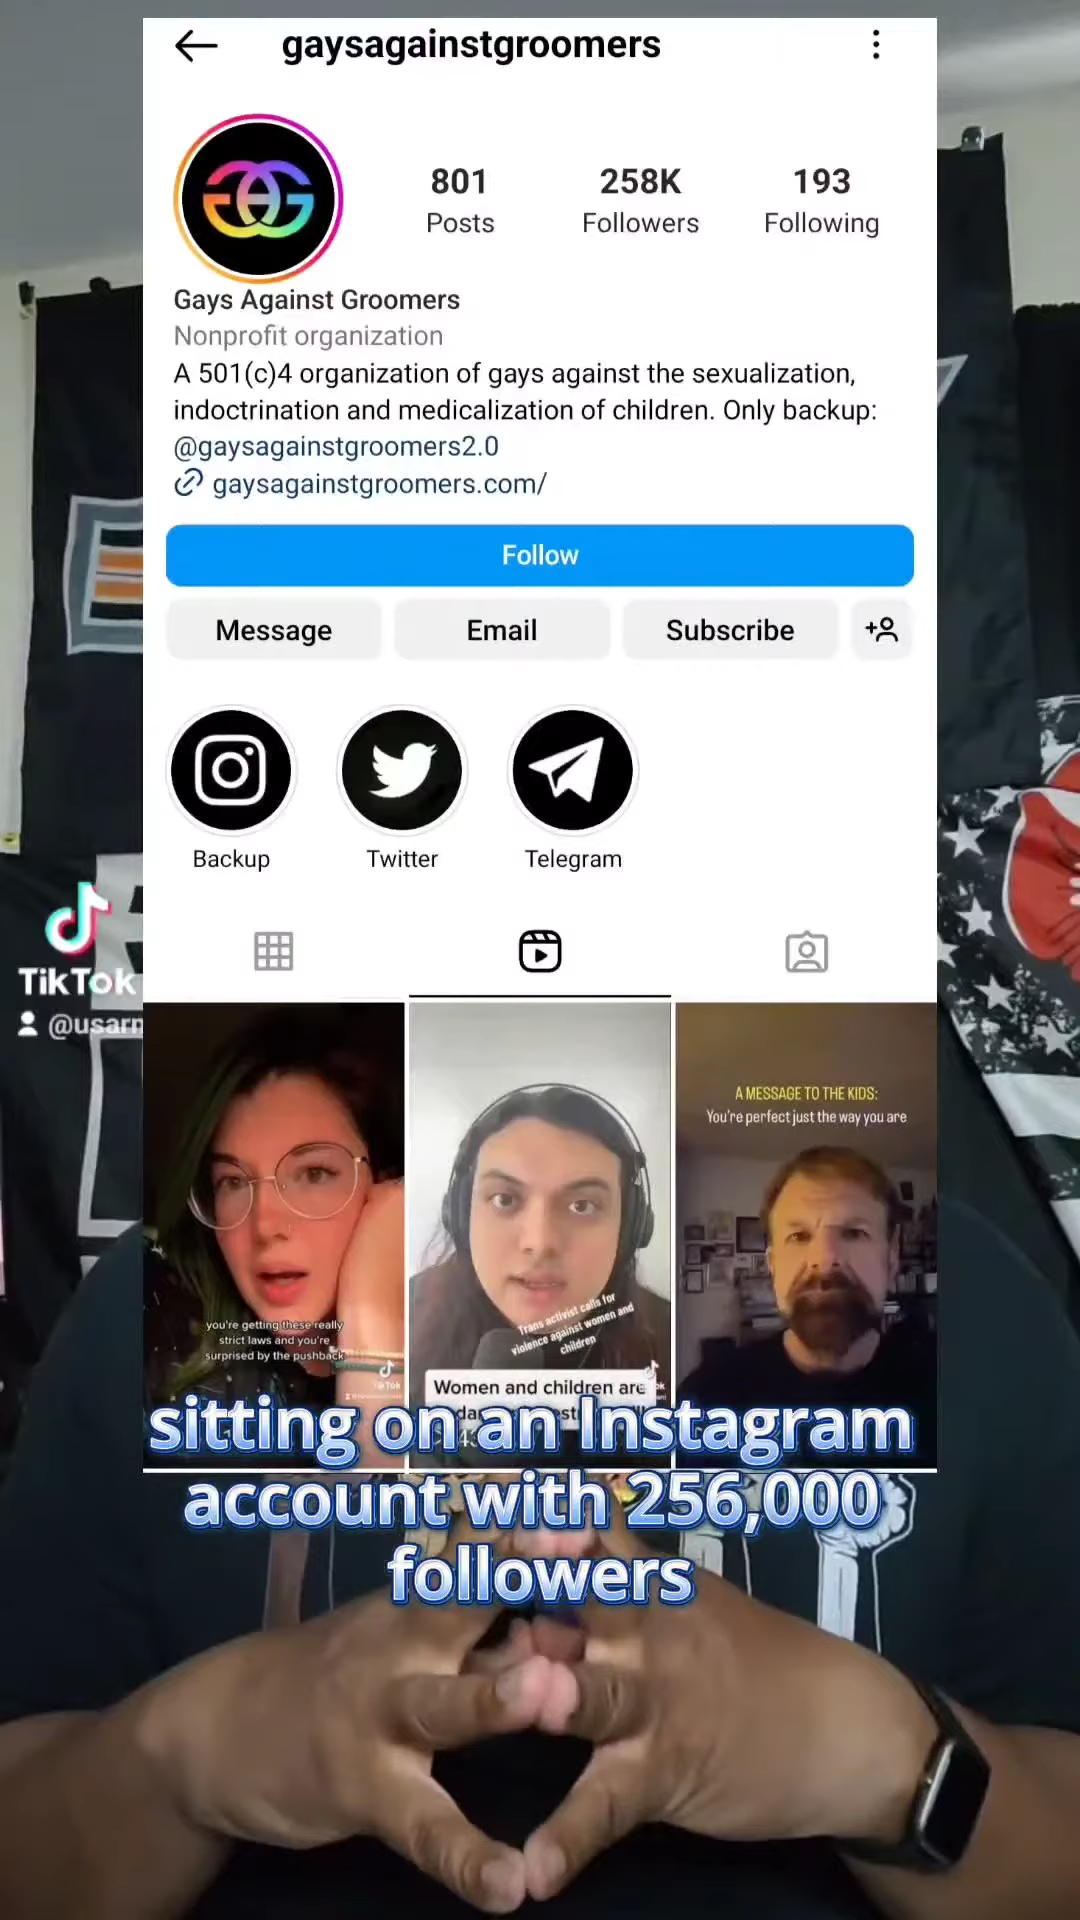 gaysagainstgroomers
801
258K
193
Posts
Followers
Following
Gays Against Groomers
Nonprofit organization
A 501(c)4 organization of gays against the sexualization,
indoctrination and medicalization of children. Only backup:
@gaysagainstgroomers2.0
gaysagainstgroomers.com/
Follow
Message
Email
Subscribe
Backup
Twitter
Telegram
TikTok
@usarm
A MESSAGE TO THE KIDS:
You're perfect just the way you are
you're getting these really
strict laws and you're
surprised by the pushback
Trans activist calls for
violence against women and
children
Women and children are
sitting on an Instagram
account with 256,000
followers